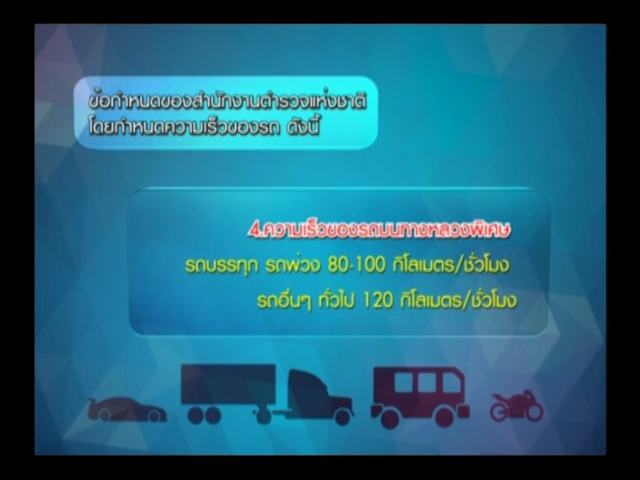 ข้อกำหนดของสำนักงานตำรวจแห่งชาติ
โดยกำหนดความเร็วของรถ ดังนี้
4.ความเร็วของรถบนทางหลวงพิเศษ
รถบรรทุก รถพ่วง 80-100 กิโลเมตร/ชั่วโมง
รถอื่นๆ ทั่วไป 120 กิโลเมตร/ชั่วโมง